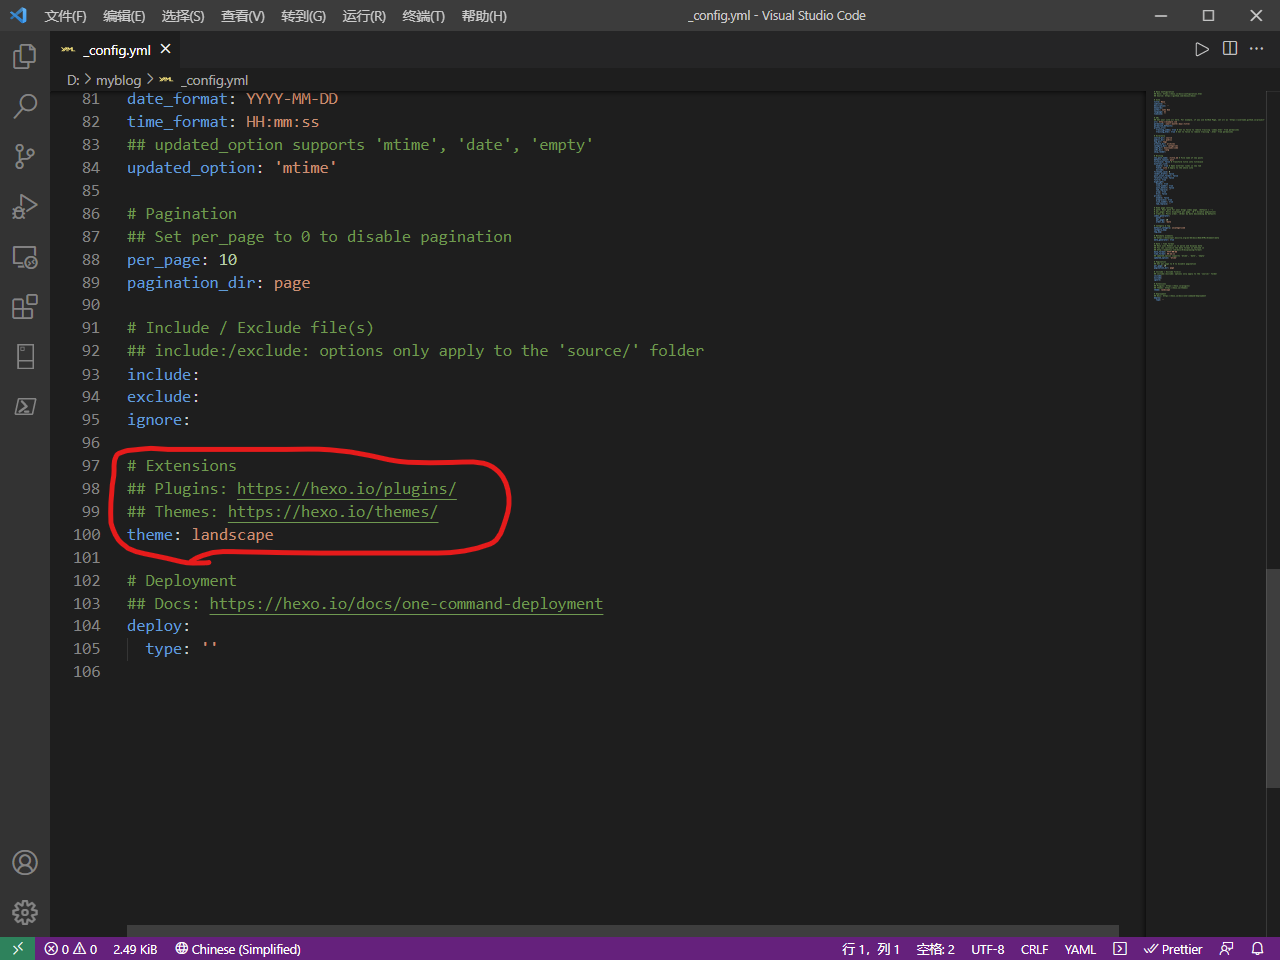 文件(F) 编辑(E) 选择(S) 查看(V) 转到(G) 运行(R) 终端(T) 帮助(H) _config.yml - Visual Studio Code
_config.yml
D: > myblog > _config.yml
81 date_format: YYYY-MM-DD
82 time_format: HH:mm:ss
83 ## updated_option supports 'mtime', 'date', 'empty'
84 updated_option: 'mtime'
85
86 # Pagination
87 ## Set per_page to 0 to disable pagination
88 per_page: 10
89 pagination_dir: page
90
91 # Include / Exclude file(s)
92 ## include:/exclude: options only apply to the 'source/' folder
93 include:
94 exclude:
95 ignore:
96
97 # Extensions
98 ## Plugins: https://hexo.io/plugins/
99 ## Themes: https://hexo.io/themes/
100 theme: landscape
101
102 # Deployment
103 ## Docs: https://hexo.io/docs/one-command-deployment
104 deploy:
105 type: ''
106
0 0 2.49 KiB Chinese (Simplified) 行 1，列 1 空格: 2 UTF-8 CRLF YAML Prettier